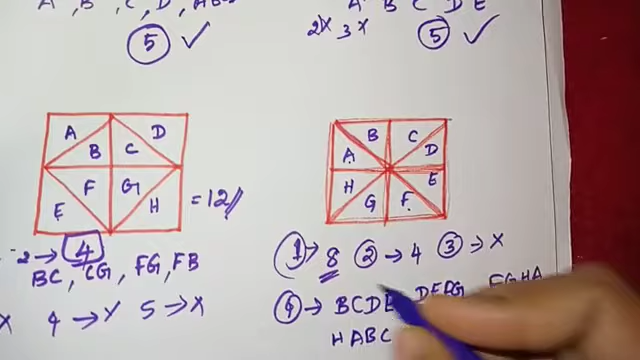 A, B, C, D,
A B C D E
2x 3x
5
5
A D
B C
F G
E H
= 12
B C
A D
H E
G F
2 → 4
BC, CG, FG, FB
4 → 5 → X
1 → 8 2 → 4 3 → X
4 → BCDE DEFG FGHA
HABC